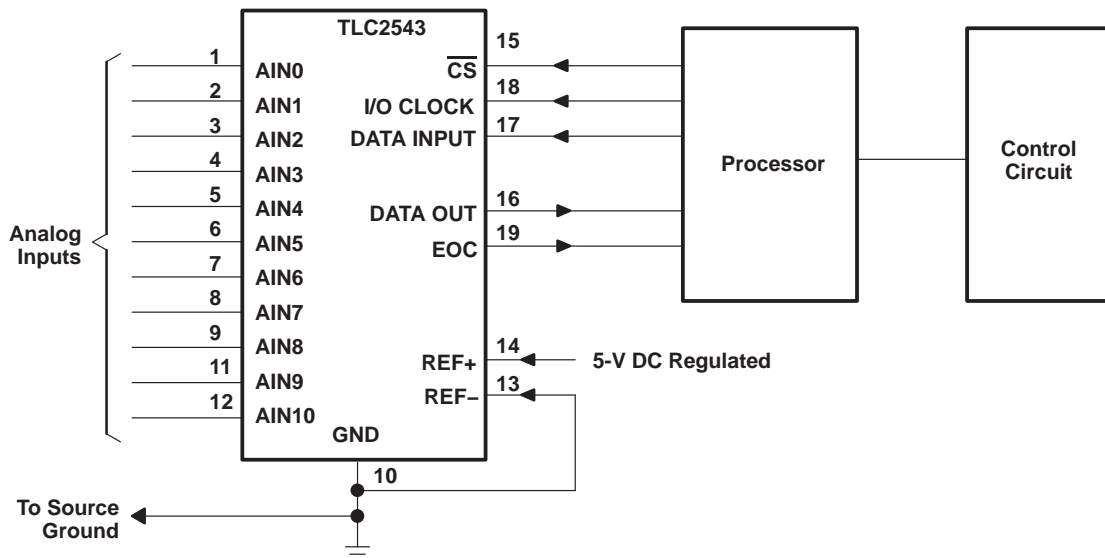 TLC2543
Analog
Inputs
1 AIN0
2 AIN1
3 AIN2
4 AIN3
5 AIN4
6 AIN5
7 AIN6
8 AIN7
9 AIN8
11 AIN9
12 AIN10
C̅S̅ 15
I/O CLOCK 18
DATA INPUT 17
DATA OUT 16
EOC 19
REF+ 14 5-V DC Regulated
REF– 13
GND
10
To Source
Ground
Processor
Control
Circuit